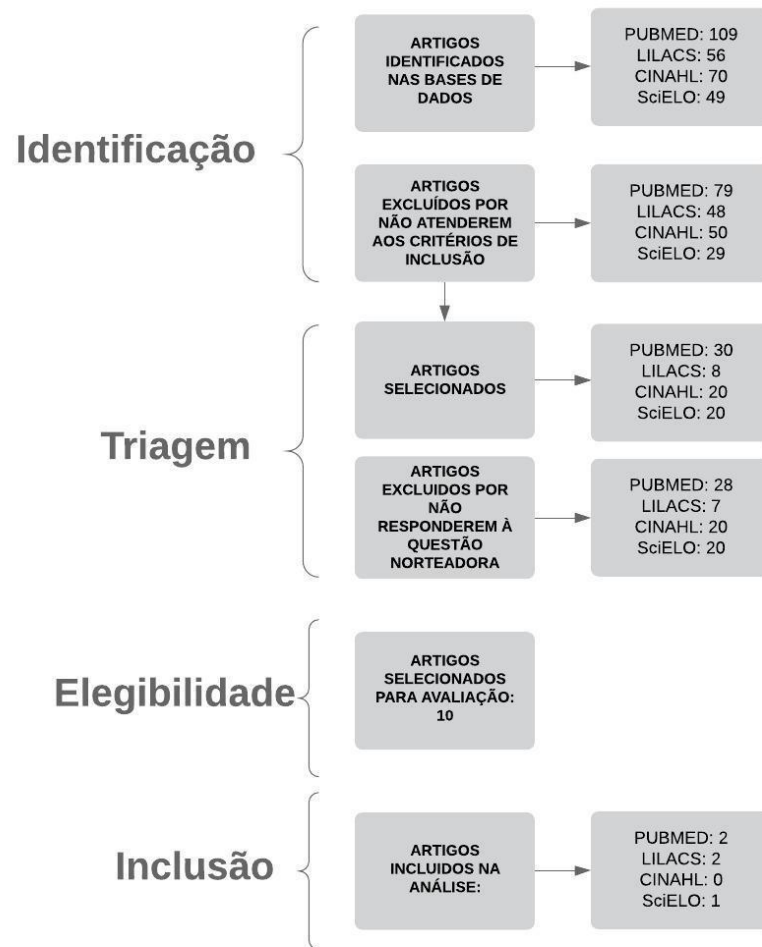 Identificação
ARTIGOS
IDENTIFICADOS
NAS BASES DE
DADOS
PUBMED: 109
LILACS: 56
CINAHL: 70
SciELO: 49
ARTIGOS
EXCLUÍDOS POR
NÃO ATENDEREM
AOS CRITÉRIOS DE
INCLUSÃO
PUBMED: 79
LILACS: 48
CINAHL: 50
SciELO: 29
Triagem
ARTIGOS
SELECIONADOS
PUBMED: 30
LILACS: 8
CINAHL: 20
SciELO: 20
ARTIGOS
EXCLUIDOS POR
NÃO
RESPONDEREM À
QUESTÃO
NORTEADORA
PUBMED: 28
LILACS: 7
CINAHL: 20
SciELO: 20
Elegibilidade
ARTIGOS
SELECIONADOS
PARA AVALIAÇÃO:
10
Inclusão
ARTIGOS
INCLUIDOS NA
ANÁLISE:
PUBMED: 2
LILACS: 2
CINAHL: 0
SciELO: 1